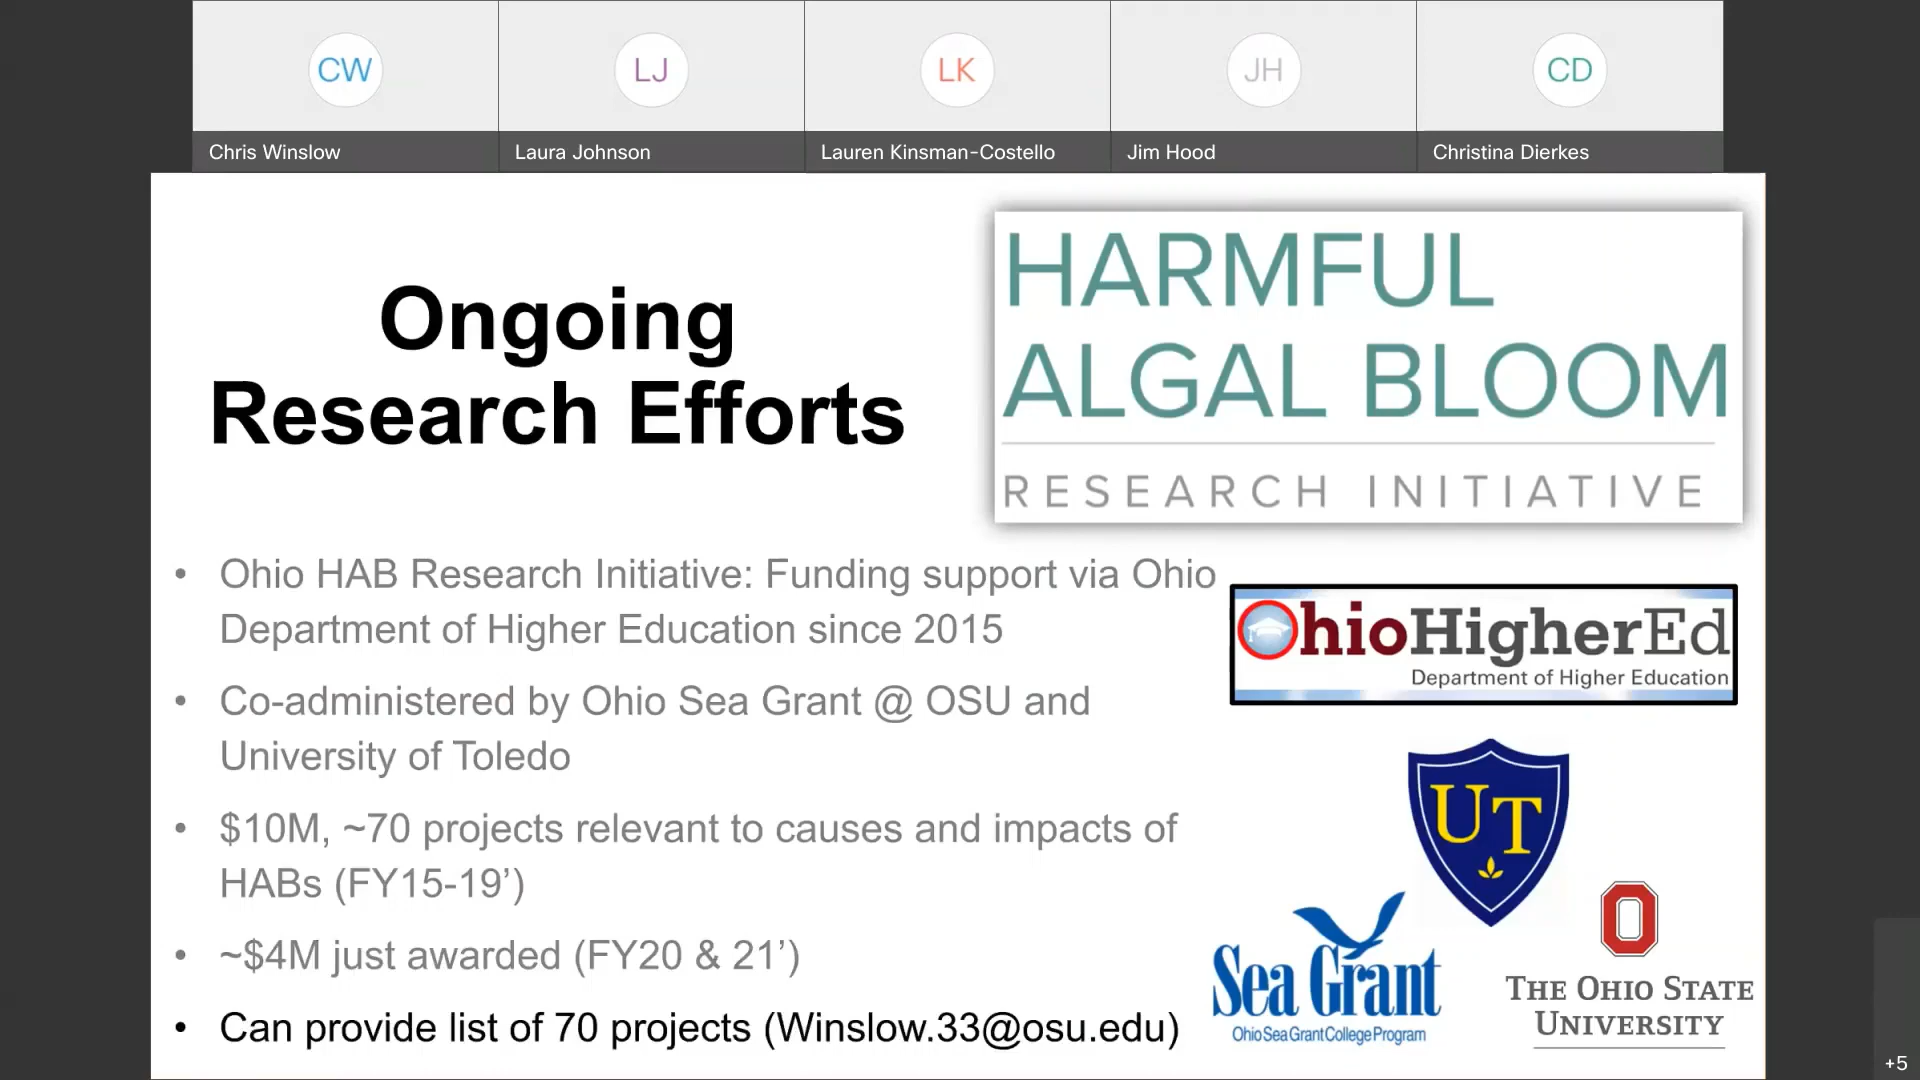 CW
LJ
LK
JH
CD
Chris Winslow
Laura Johnson
Lauren Kinsman-Costello
Jim Hood
Christina Dierkes
Ongoing
Research Efforts
HARMFUL
ALGAL BLOOM
RESEARCH INITIATIVE
• Ohio HAB Research Initiative: Funding support via Ohio
Department of Higher Education since 2015
• Co-administered by Ohio Sea Grant @ OSU and
University of Toledo
• $10M, ~70 projects relevant to causes and impacts of
HABs (FY15-19’)
• ~$4M just awarded (FY20 & 21’)
• Can provide list of 70 projects (Winslow.33@osu.edu)
OhioHigherEd
Department of Higher Education
UT
Sea Grant
Ohio Sea Grant College Program
O
THE OHIO STATE
UNIVERSITY
+5